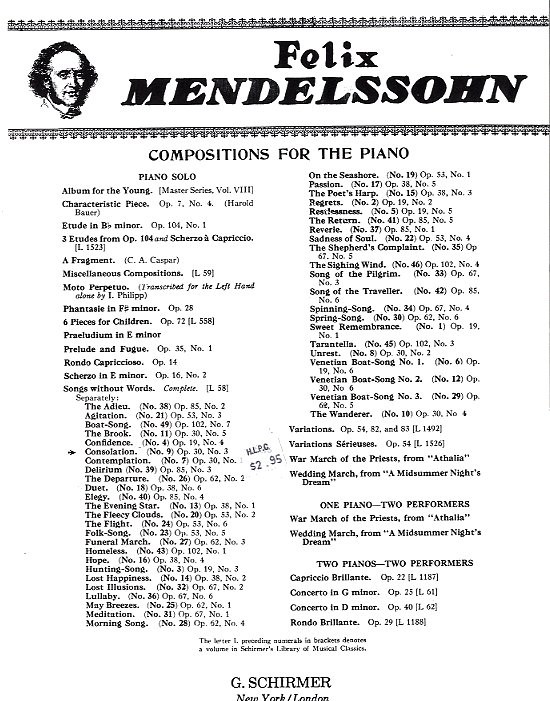 Felix
MENDELSSOHN
COMPOSITIONS FOR THE PIANO
PIANO SOLO
Album for the Young. [Master Series, Vol. VIII]
Characteristic Piece. Op. 7, No. 4. (Harold
Bauer)
Etude in B♭ minor. Op. 104, No. 1
3 Etudes from Op. 104 and Scherzo à Capriccio.
[L 1523]
A Fragment. (C. A. Caspar)
Miscellaneous Compositions. [L 59]
Moto Perpetuo. (Transcribed for the Left Hand
alone by I. Philipp)
Phantasie in F♯ minor. Op. 28
6 Pieces for Children. Op. 72 [L 558]
Praeludium in E minor
Prelude and Fugue. Op. 35, No. 1
Rondo Capriccioso. Op. 14
Scherzo in E minor. Op. 16, No. 2
Songs without Words. Complete. [L 58]
Separately:
The Adieu. (No. 38) Op. 85, No. 2
Agitation. (No. 21) Op. 53, No. 3
Boat-Song. (No. 49) Op. 102, No. 7
The Brook. (No. 11) Op. 30, No. 5
Confidence. (No. 4) Op. 19, No. 4
Consolation. (No. 9) Op. 30, No. 3
Contemplation. (No. 7) Op. 30, No.
Delirium (No. 39) Op. 85, No. 3
The Departure. (No. 26) Op. 62, No. 2
Duet. (No. 18) Op. 38, No. 6
Elegy. (No. 40) Op. 85, No. 4
The Evening Star. (No. 13) Op. 38, No. 1
The Fleecy Clouds. (No. 20) Op. 53, No. 2
The Flight. (No. 24) Op. 53, No. 6
Folk-Song. (No. 23) Op. 53, No. 5
Funeral March. (No. 27) Op. 62, No. 3
Homeless. (No. 43) Op. 102, No. 1
Hope. (No. 16) Op. 38, No. 4
Hunting-Song. (No. 3) Op. 19, No. 3
Lost Happiness. (No. 14) Op. 38, No. 2
Lost Illusions. (No. 32) Op. 67, No. 2
Lullaby. (No. 36) Op. 67, No. 6
May Breezes. (No. 25) Op. 62, No. 1
Meditation. (No. 31) Op. 67, No. 1
Morning Song. (No. 28) Op. 62, No. 4
H.L.P.C.
$2.95
On the Seashore. (No. 19) Op. 53, No. 1
Passion. (No. 17) Op. 38, No. 5
The Poet's Harp. (No. 15) Op. 38, No. 3
Regrets. (No. 2) Op. 19, No. 2
Restlessness. (No. 5) Op. 19, No. 5
The Return. (No. 41) Op. 85, No. 5
Reverie. (No. 37) Op. 85, No. 1
Sadness of Soul. (No. 22) Op. 53, No. 4
The Shepherd's Complaint. (No. 35) Op
67. No. 5
The Sighing Wind. (No. 46) Op. 102, No. 4
Song of the Pilgrim. (No. 33) Op. 67,
No. 3
Song of the Traveller. (No. 42) Op. 85,
No. 6
Spinning-Song. (No. 34) Op. 67, No. 4
Spring-Song. (No. 30) Op. 62, No. 6
Sweet Remembrance. (No. 1) Op. 19,
No. 1
Tarantella. (No. 45) Op. 102, No. 3
Unrest. (No. 8) Op. 30, No. 2
Venetian Boat-Song No. 1. (No. 6) Op.
19, No. 6
Venetian Boat-Song No. 2. (No. 12) Op.
30, No 6
Venetian Boat-Song No. 3. (No. 29) Op.
62, No. 5
The Wanderer. (No. 10) Op. 30, No 4
Variations. Op. 54, 82, and 83 [L 1492]
Variations Sérieuses. Op. 54 [L 1526]
War March of the Priests, from "Athalia"
Wedding March, from "A Midsummer Night's
Dream"
ONE PIANO—TWO PERFORMERS
War March of the Priests, from "Athalia"
Wedding March, from "A Midsummer Night's
Dream"
TWO PIANOS—TWO PERFORMERS
Capriccio Brillante. Op. 22 [L 1187]
Concerto in G minor. Op. 25 [L 61]
Concerto in D minor. Op. 40 [L 62]
Rondo Brillante. Op. 29 [L 1188]
The letter L preceding numerals in brackets denotes
a volume in Schirmer's Library of Musical Classics.
G. SCHIRMER
New York/London